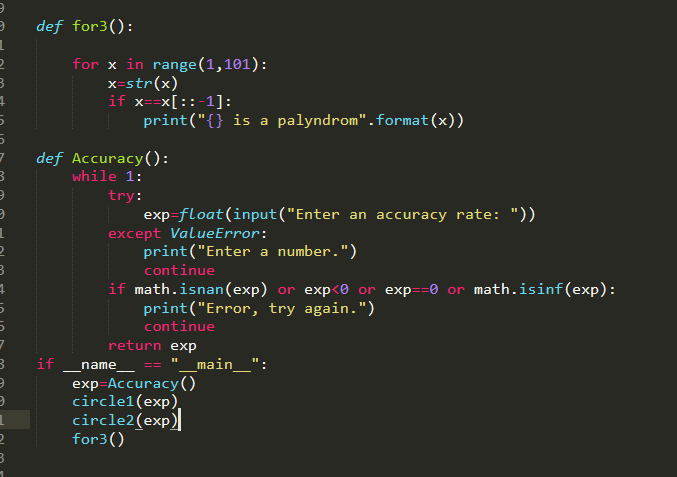 def for3():
for x in range(1,101):
x=str(x)
if x==x[::-1]:
print("{} is a palyndrom".format(x))
def Accuracy():
while 1:
try:
exp=float(input("Enter an accuracy rate: "))
except ValueError:
print("Enter a number.")
continue
if math.isnan(exp) or exp<0 or exp==0 or math.isinf(exp):
print("Error, try again.")
continue
return exp
if __name__ == "__main__":
exp=Accuracy()
circle1(exp)
circle2(exp)
for3()